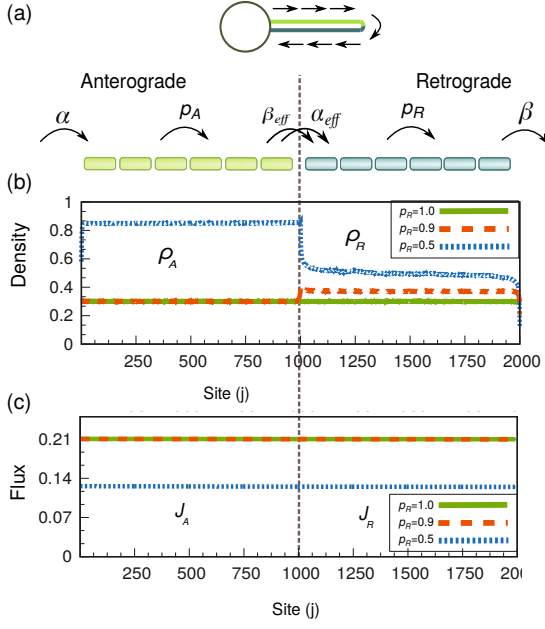 (a)
Anterograde Retrograde
α p_A β_eff α_eff p_R β
(b)
Density
1
0.8
0.6
0.4
0.2
0
ρ_A ρ_R
p_R=1.0
p_R=0.9
p_R=0.5
250 500 750 1000 1250 1500 1750 2000
Site (j)
(c)
Flux
0.21
0.14
0.07
0
J_A J_R
p_R=1.0
p_R=0.9
p_R=0.5
250 500 750 1000 1250 1500 1750 2000
Site (j)